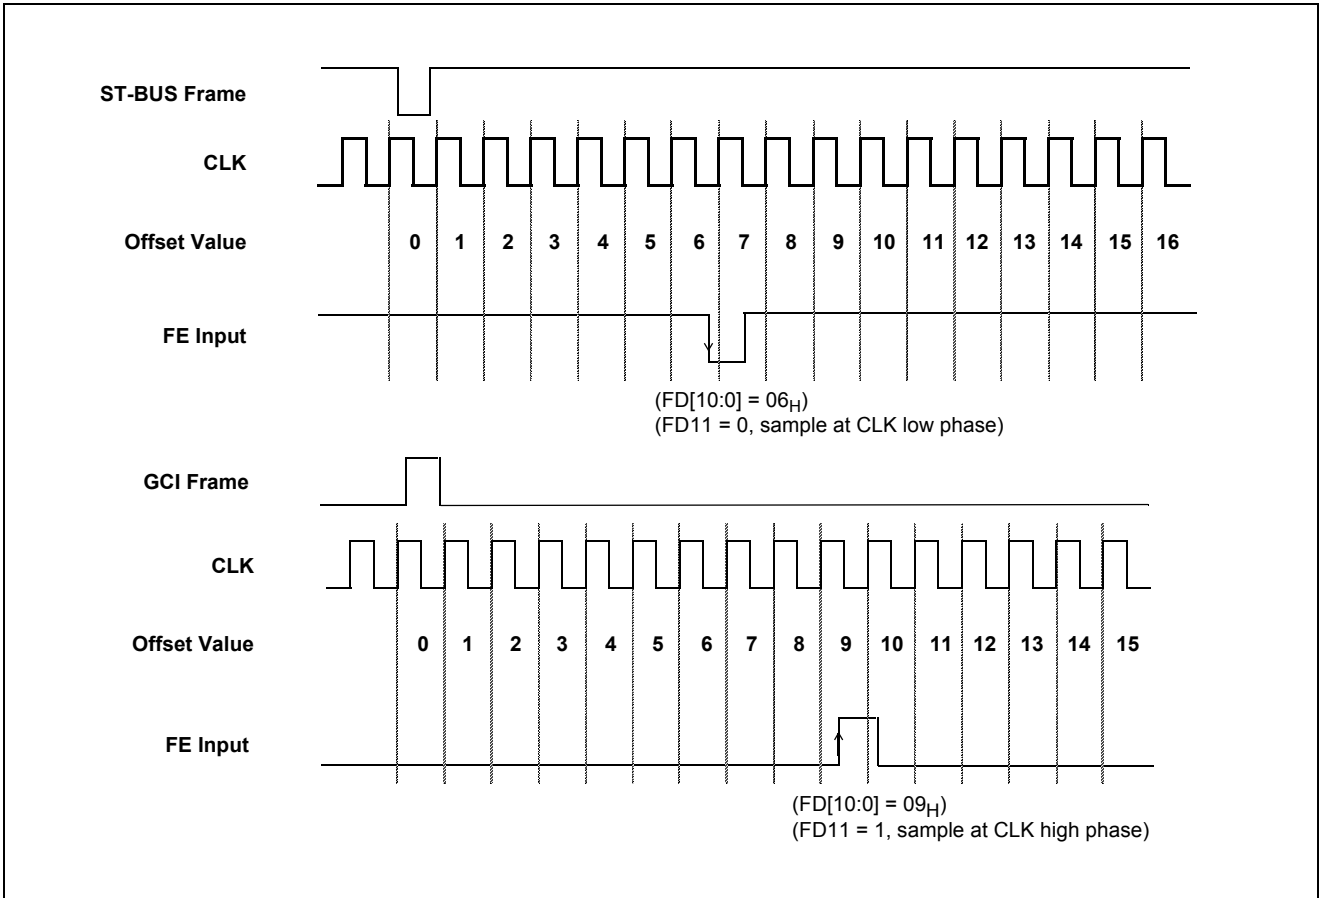 ST-BUS Frame
CLK
Offset Value 0 1 2 3 4 5 6 7 8 9 10 11 12 13 14 15 16
FE Input
(FD[10:0] = 06H)
(FD11 = 0, sample at CLK low phase)
GCI Frame
CLK
Offset Value 0 1 2 3 4 5 6 7 8 9 10 11 12 13 14 15
FE Input
(FD[10:0] = 09H)
(FD11 = 1, sample at CLK high phase)